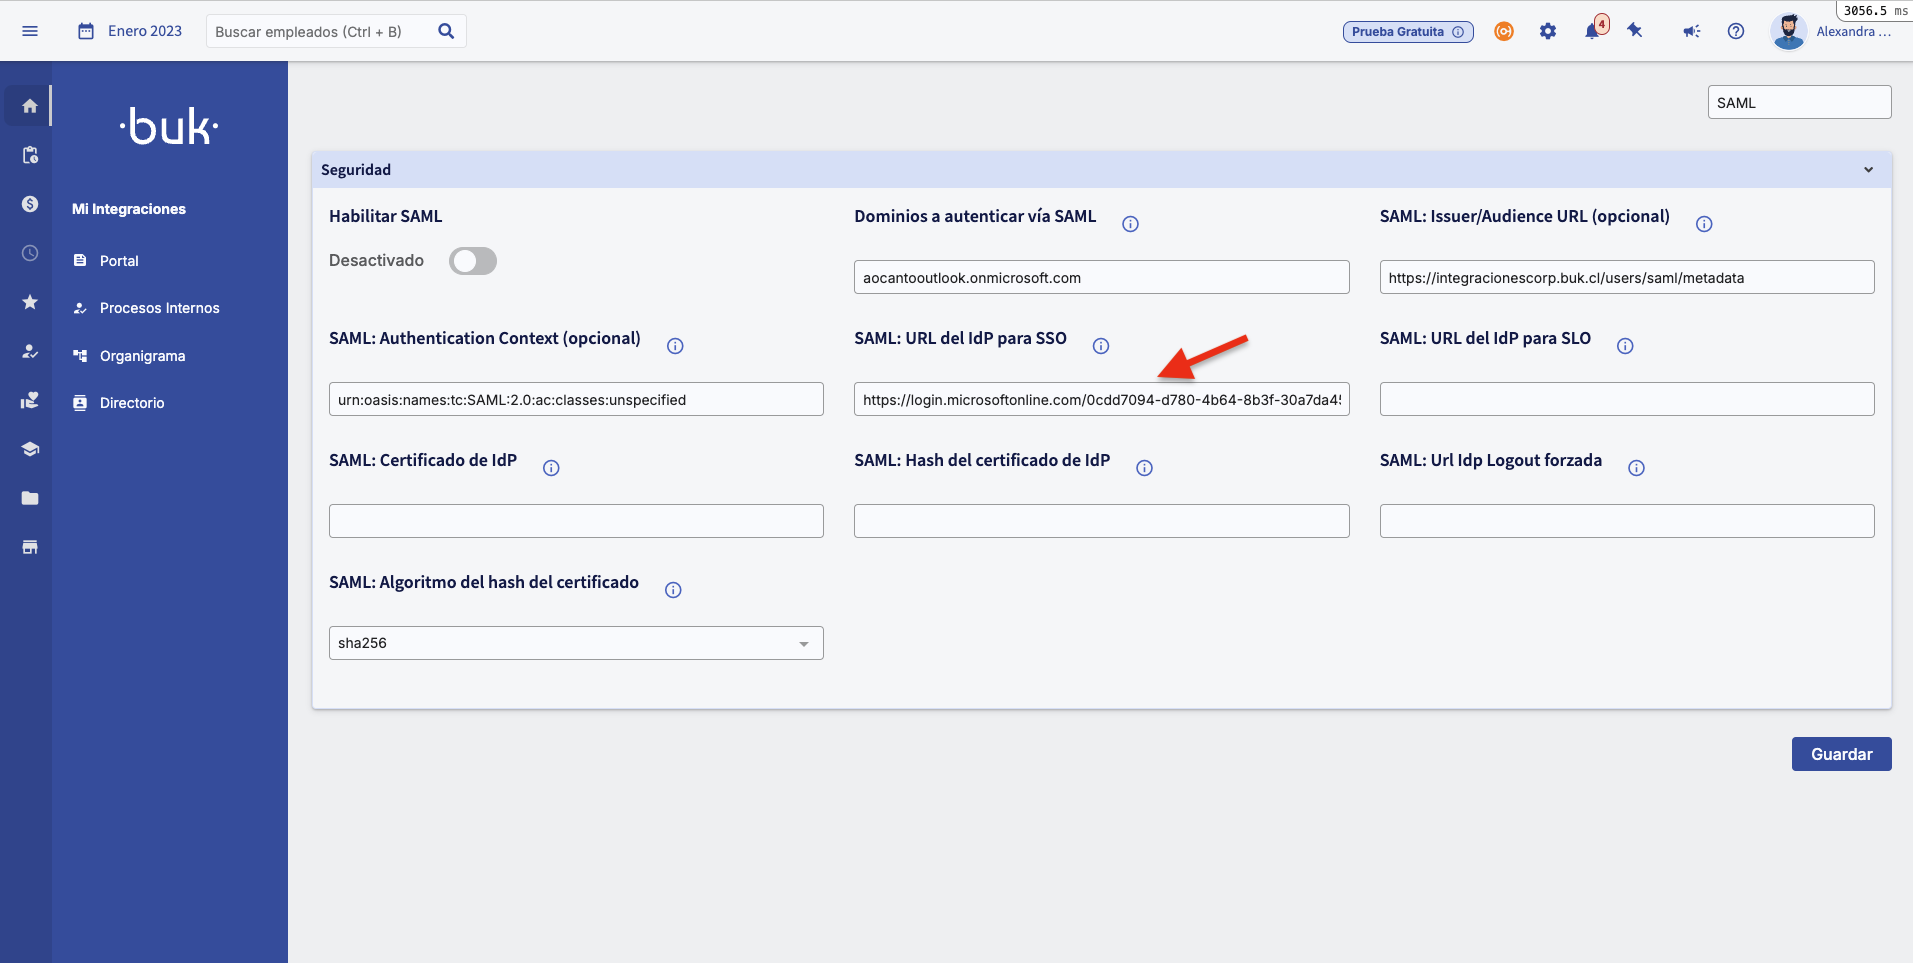 3056.5 ms
Enero 2023
Buscar empleados (Ctrl + B)
Prueba Gratuita
4
Alexandra ...
·buk·
Mi Integraciones
Portal
Procesos Internos
Organigrama
Directorio
SAML
Seguridad
Habilitar SAML
Desactivado
Dominios a autenticar vía SAML
aocantooutlook.onmicrosoft.com
SAML: Issuer/Audience URL (opcional)
https://integracionescorp.buk.cl/users/saml/metadata
SAML: Authentication Context (opcional)
urn:oasis:names:tc:SAML:2.0:ac:classes:unspecified
SAML: URL del IdP para SSO
https://login.microsoftonline.com/0cdd7094-d780-4b64-8b3f-30a7da4
SAML: URL del IdP para SLO
SAML: Certificado de IdP
SAML: Hash del certificado de IdP
SAML: Url Idp Logout forzada
SAML: Algoritmo del hash del certificado
sha256
Guardar